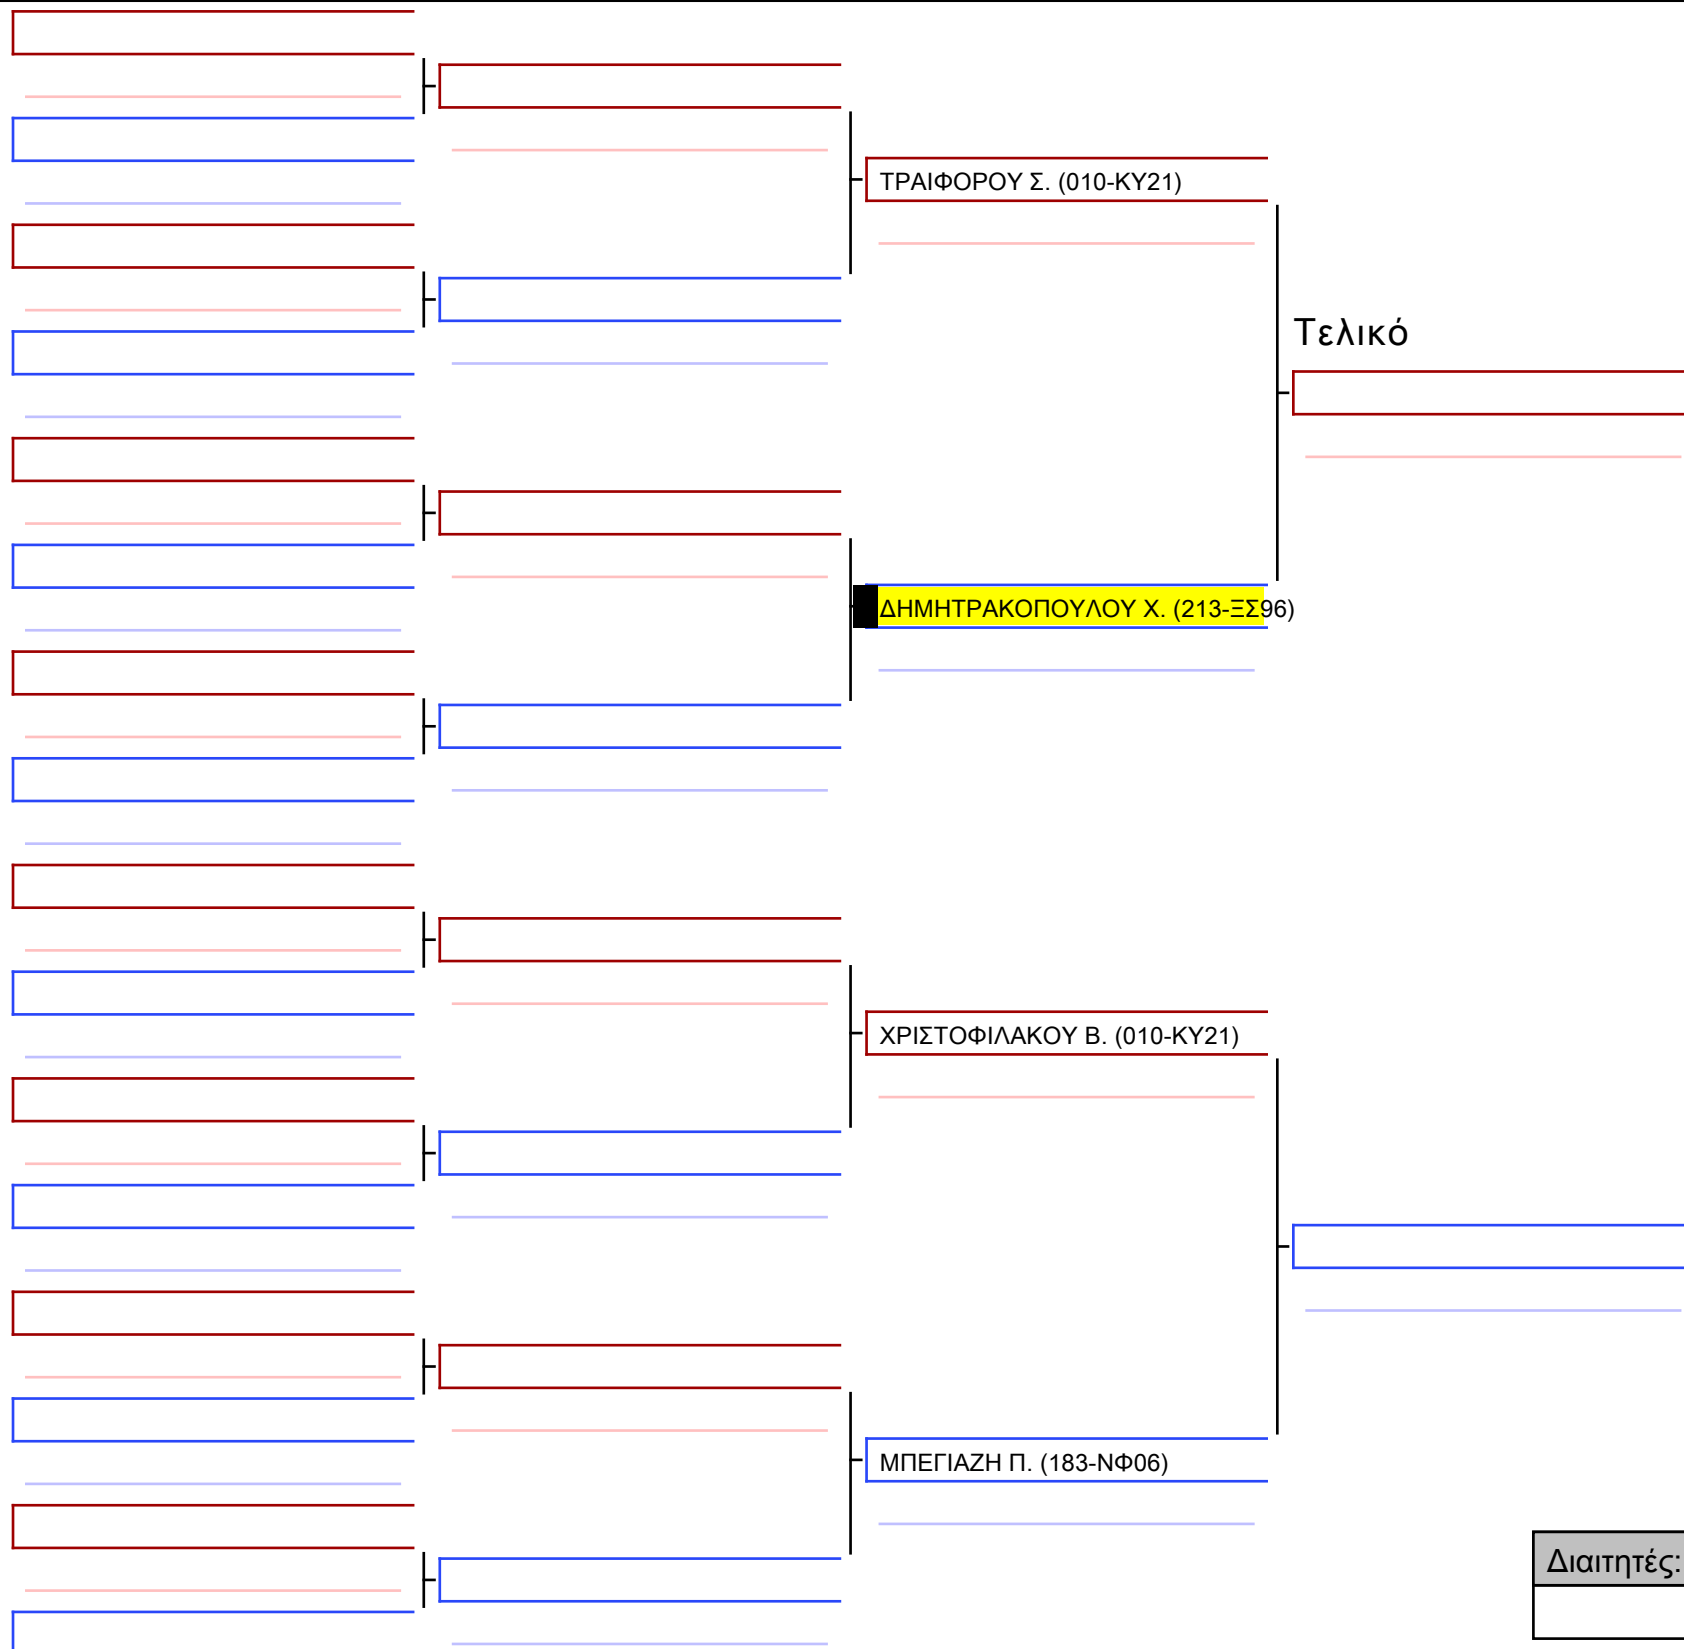 ΤΡΑΙΦΟΡΟΥ Σ. (010-ΚΥ21)
Τελικό
ΔΗΜΗΤΡΑΚΟΠΟΥΛΟΥ Χ. (213-ΞΣ96)
ΧΡΙΣΤΟΦΙΛΑΚΟΥ Β. (010-ΚΥ21)
ΜΠΕΓΙΑΖΗ Π. (183-ΝΦ06)
Διαιτητές: